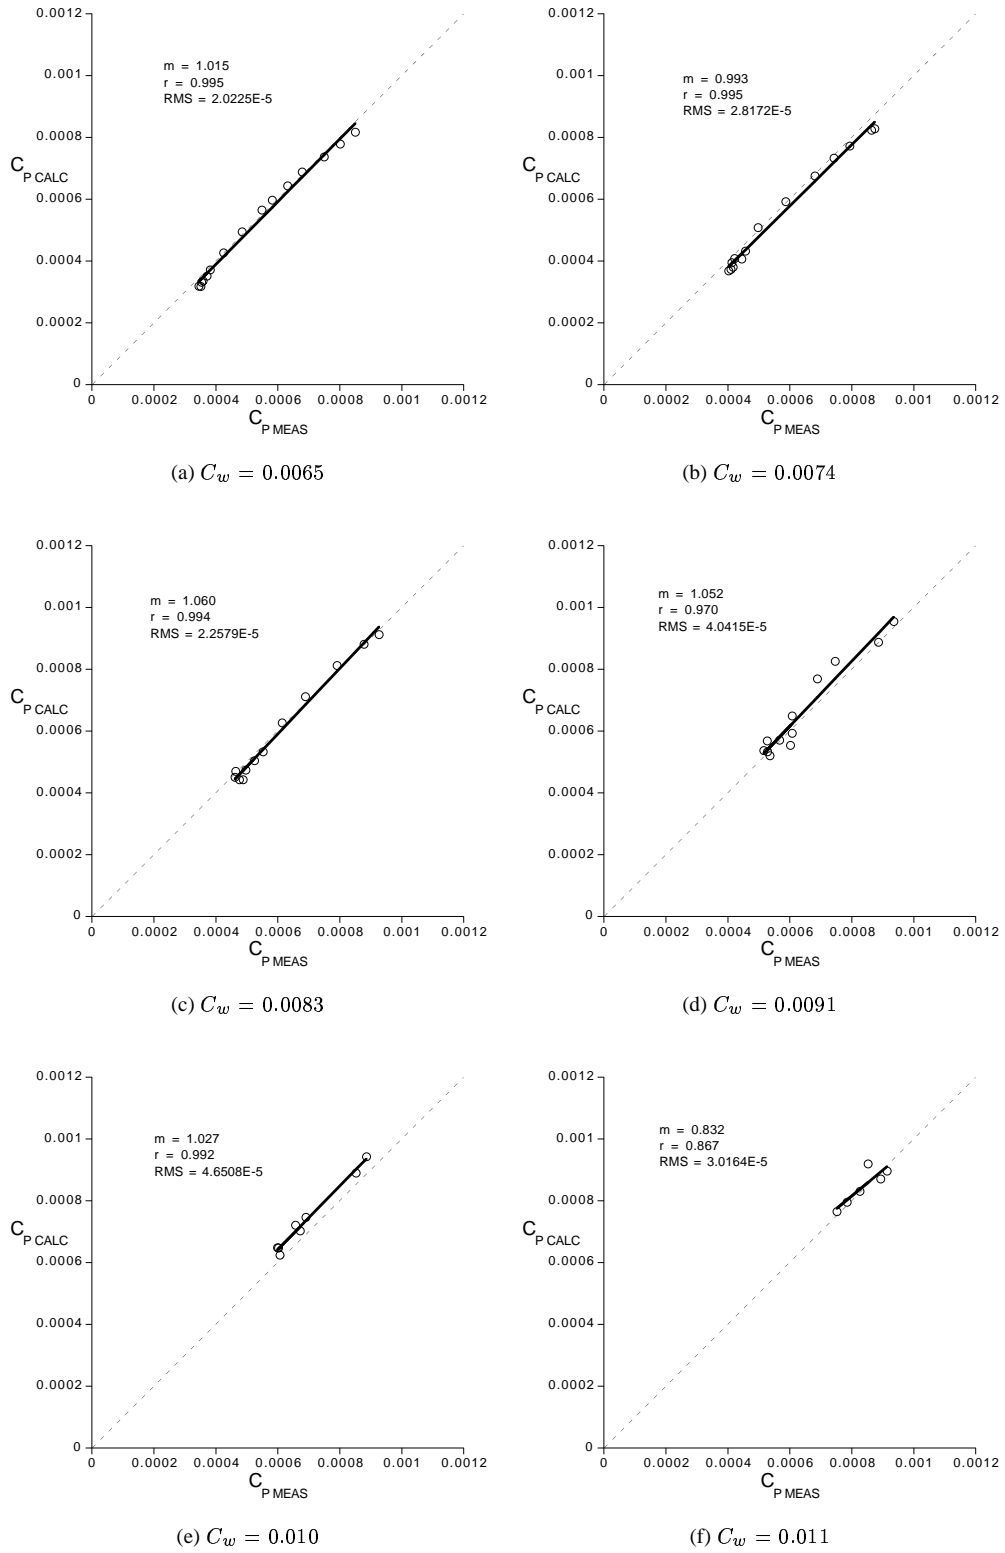 0.0012
0.001
0.0008
0.0006
0.0004
0.0002
0
m = 1.015
r = 0.995
RMS = 2.0225E-5
C P CALC
0 0.0002 0.0004 0.0006 0.0008 0.001 0.0012
C P MEAS
(a) C_w = 0.0065
0.0012
0.001
0.0008
0.0006
0.0004
0.0002
0
m = 0.993
r = 0.995
RMS = 2.8172E-5
C P CALC
0 0.0002 0.0004 0.0006 0.0008 0.001 0.0012
C P MEAS
(b) C_w = 0.0074
0.0012
0.001
0.0008
0.0006
0.0004
0.0002
0
m = 1.060
r = 0.994
RMS = 2.2579E-5
C P CALC
0 0.0002 0.0004 0.0006 0.0008 0.001 0.0012
C P MEAS
(c) C_w = 0.0083
0.0012
0.001
0.0008
0.0006
0.0004
0.0002
0
m = 1.052
r = 0.970
RMS = 4.0415E-5
C P CALC
0 0.0002 0.0004 0.0006 0.0008 0.001 0.0012
C P MEAS
(d) C_w = 0.0091
0.0012
0.001
0.0008
0.0006
0.0004
0.0002
0
m = 1.027
r = 0.992
RMS = 4.6508E-5
C P CALC
0 0.0002 0.0004 0.0006 0.0008 0.001 0.0012
C P MEAS
(e) C_w = 0.010
0.0012
0.001
0.0008
0.0006
0.0004
0.0002
0
m = 0.832
r = 0.867
RMS = 3.0164E-5
C P CALC
0 0.0002 0.0004 0.0006 0.0008 0.001 0.0012
C P MEAS
(f) C_w = 0.011